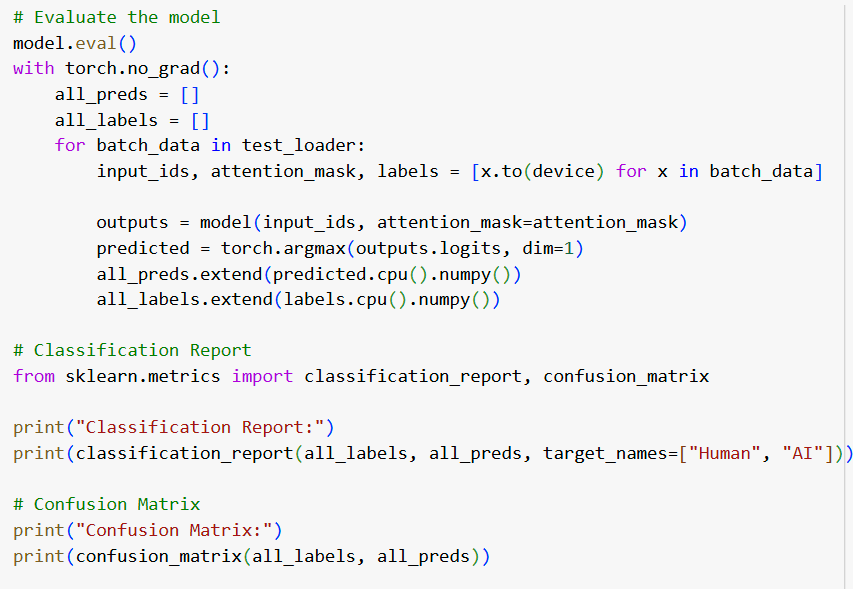 # Evaluate the model
model.eval()
with torch.no_grad():
    all_preds = []
    all_labels = []
    for batch_data in test_loader:
        input_ids, attention_mask, labels = [x.to(device) for x in batch_data]

        outputs = model(input_ids, attention_mask=attention_mask)
        predicted = torch.argmax(outputs.logits, dim=1)
        all_preds.extend(predicted.cpu().numpy())
        all_labels.extend(labels.cpu().numpy())

# Classification Report
from sklearn.metrics import classification_report, confusion_matrix

print("Classification Report:")
print(classification_report(all_labels, all_preds, target_names=["Human", "AI"]))

# Confusion Matrix
print("Confusion Matrix:")
print(confusion_matrix(all_labels, all_preds))